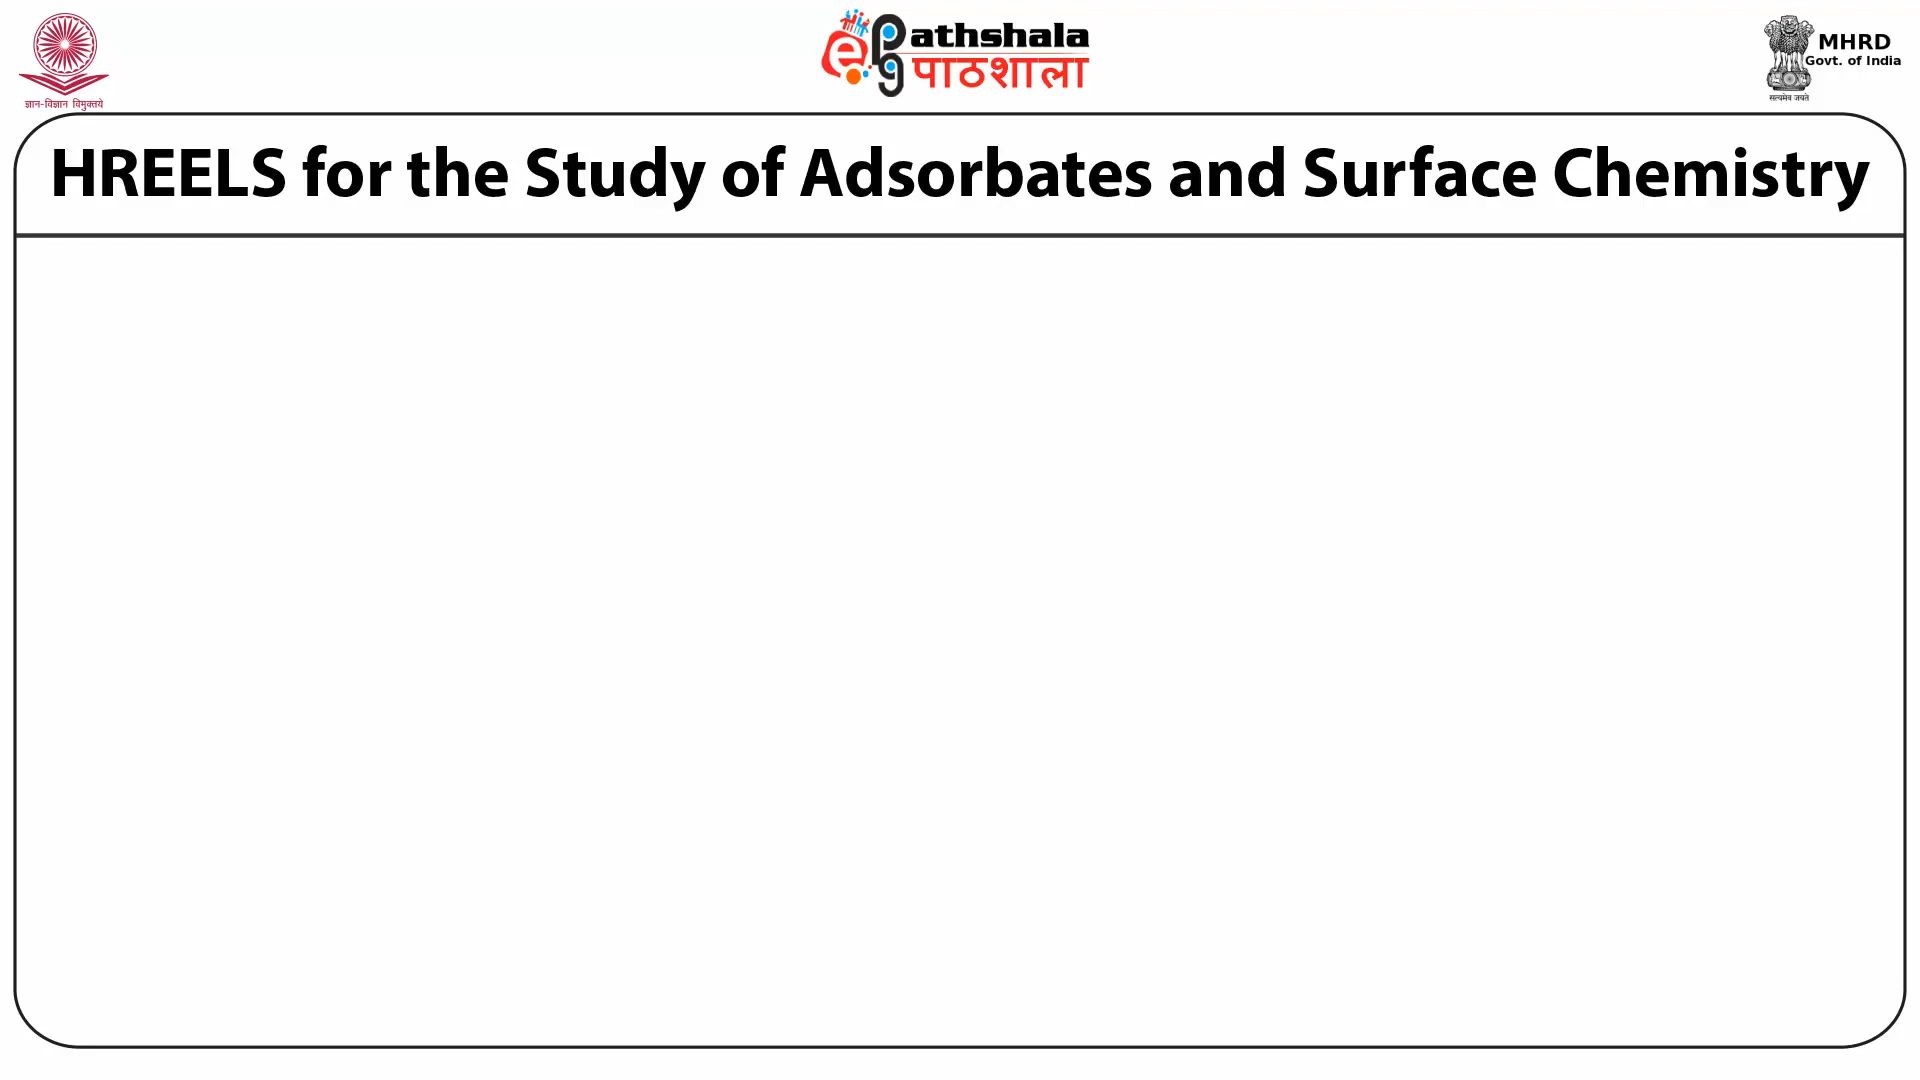 ज्ञान-विज्ञान विमुक्तये
e pg athshala
पाठशाला
MHRD
Govt. of India
सत्यमेव जयते
HREELS for the Study of Adsorbates and Surface Chemistry